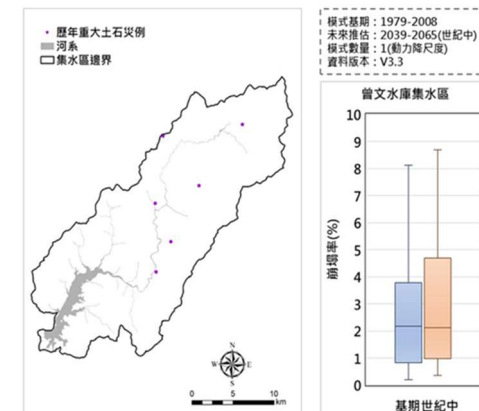 歷年重大土石災例
河系
集水區邊界
N
W
E
S
0 5 10
km
模式基期：1979-2008
未來推估：2039-2065(世紀中)
模式數量：1(動力降尺度)
資料版本：V3.3
曾文水庫集水區
崩塌率(%)
10
9
8
7
6
5
4
3
2
1
0
基期世紀中